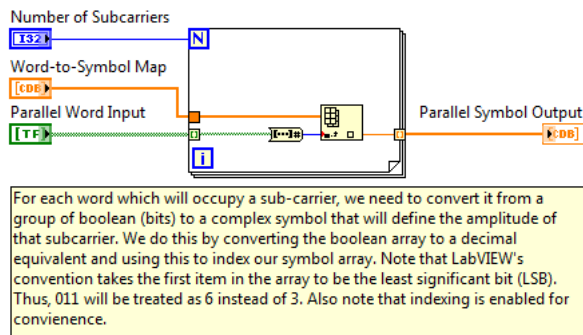 Number of Subcarriers
I32
N
Word-to-Symbol Map
[CDB]
Parallel Word Input
[TF]
[...]#
i
Parallel Symbol Output
CDB]
For each word which will occupy a sub-carrier, we need to convert it from a
group of boolean (bits) to a complex symbol that will define the amplitude of
that subcarrier. We do this by converting the boolean array to a decimal
equivalent and using this to index our symbol array. Note that LabVIEW's
convention takes the first item in the array to be the least significant bit (LSB).
Thus, 011 will be treated as 6 instead of 3. Also note that indexing is enabled for
convienence.